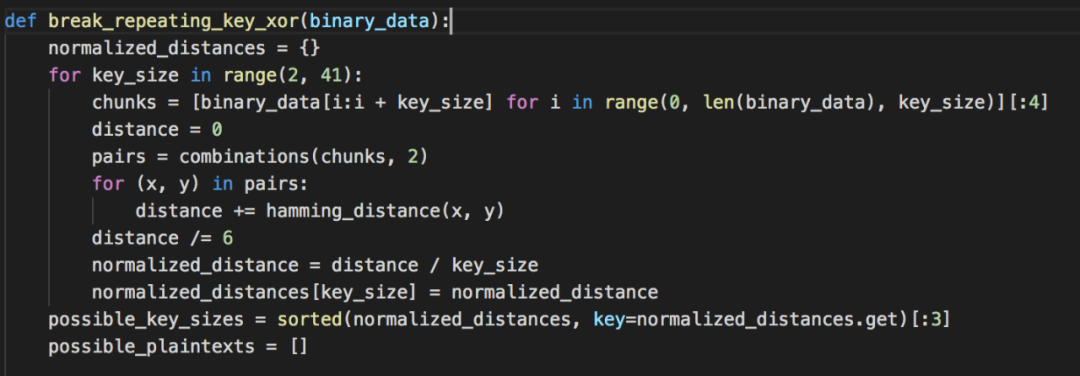 def break_repeating_key_xor(binary_data):
    normalized_distances = {}
    for key_size in range(2, 41):
        chunks = [binary_data[i:i + key_size] for i in range(0, len(binary_data), key_size)][:4]
        distance = 0
        pairs = combinations(chunks, 2)
        for (x, y) in pairs:
            distance += hamming_distance(x, y)
        distance /= 6
        normalized_distance = distance / key_size
        normalized_distances[key_size] = normalized_distance
    possible_key_sizes = sorted(normalized_distances, key=normalized_distances.get)[:3]
    possible_plaintexts = []